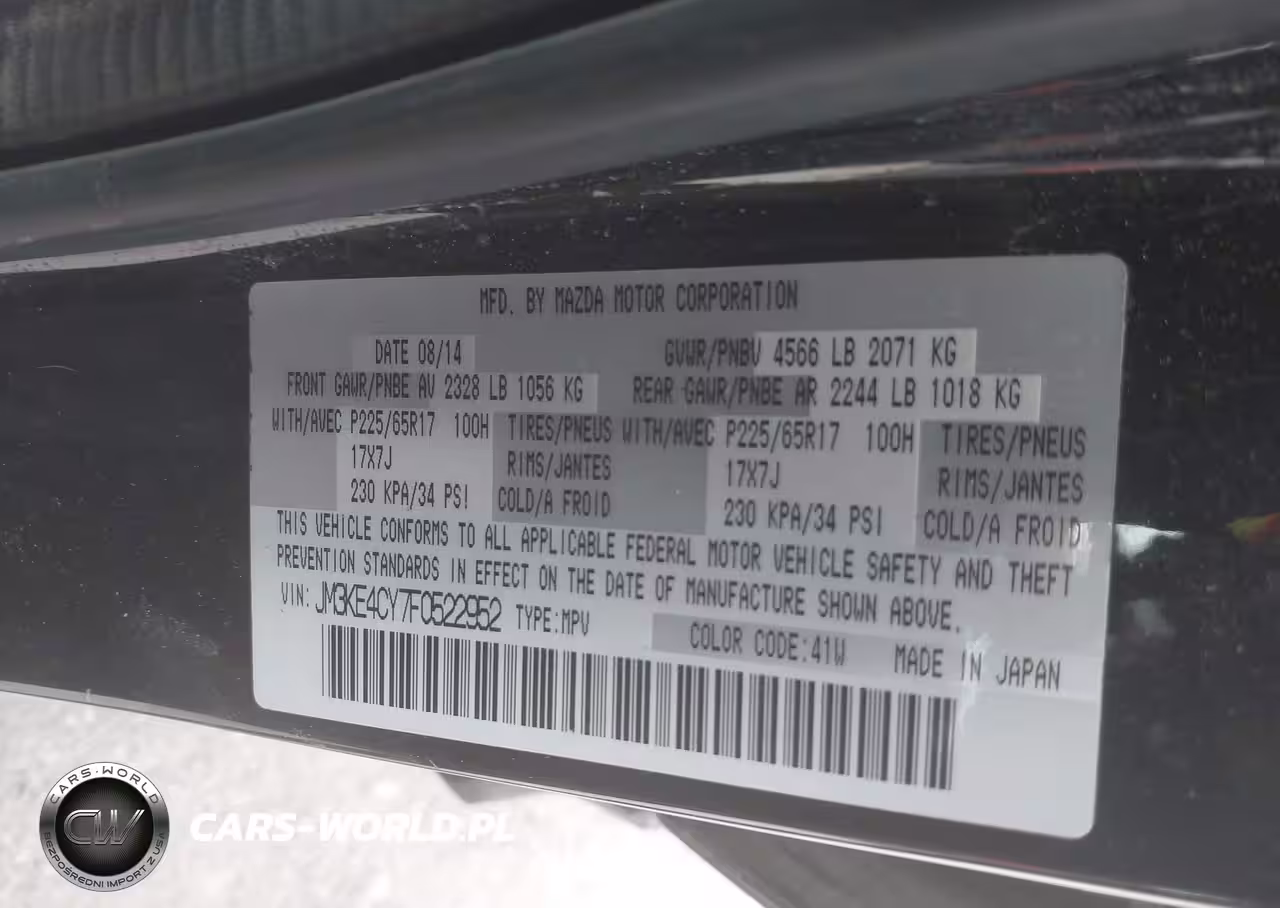 MFD. BY MAZDA MOTOR CORPORATION
DATE 08/14 GVWR/PNBV 4566 LB 2071 KG
FRONT GAWR/PNBE AV 2328 LB 1056 KG REAR GAWR/PNBE AR 2244 LB 1018 KG
WITH/AVEC P225/65R17 100H TIRES/PNEUS WITH/AVEC P225/65R17 100H TIRES/PNEUS
17X7J RIMS/JANTES 17X7J RIMS/JANTES
230 KPA/34 PSI COLD/A FROID 230 KPA/34 PSI COLD/A FROID
THIS VEHICLE CONFORMS TO ALL APPLICABLE FEDERAL MOTOR VEHICLE SAFETY AND THEFT
PREVENTION STANDARDS IN EFFECT ON THE DATE OF MANUFACTURE SHOWN ABOVE.
VIN: JM3KE4CY7F0522952 TYPE:MPV COLOR CODE:41W MADE IN JAPAN
CARS-WORLD
CW
BEZPOŚREDNI IMPORT Z USA
CARS-WORLD.PL